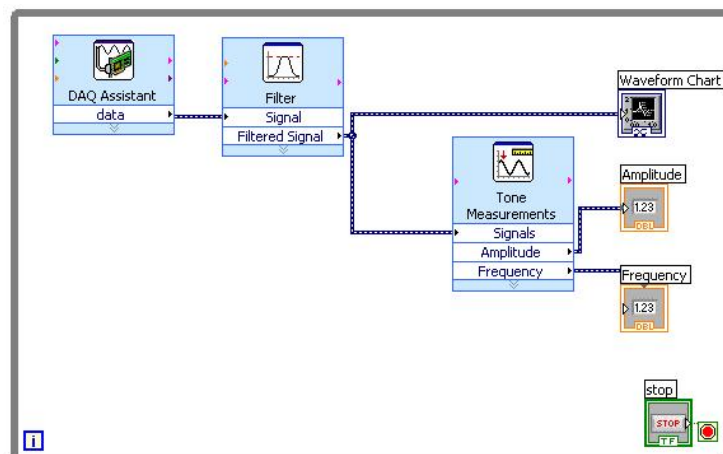 DAQ Assistant
data
Filter
Signal
Filtered Signal
Waveform Chart
Tone
Measurements
Signals
Amplitude
Frequency
Amplitude
1.23
DBL
Frequency
1.23
DBL
stop
STOP
TF
i